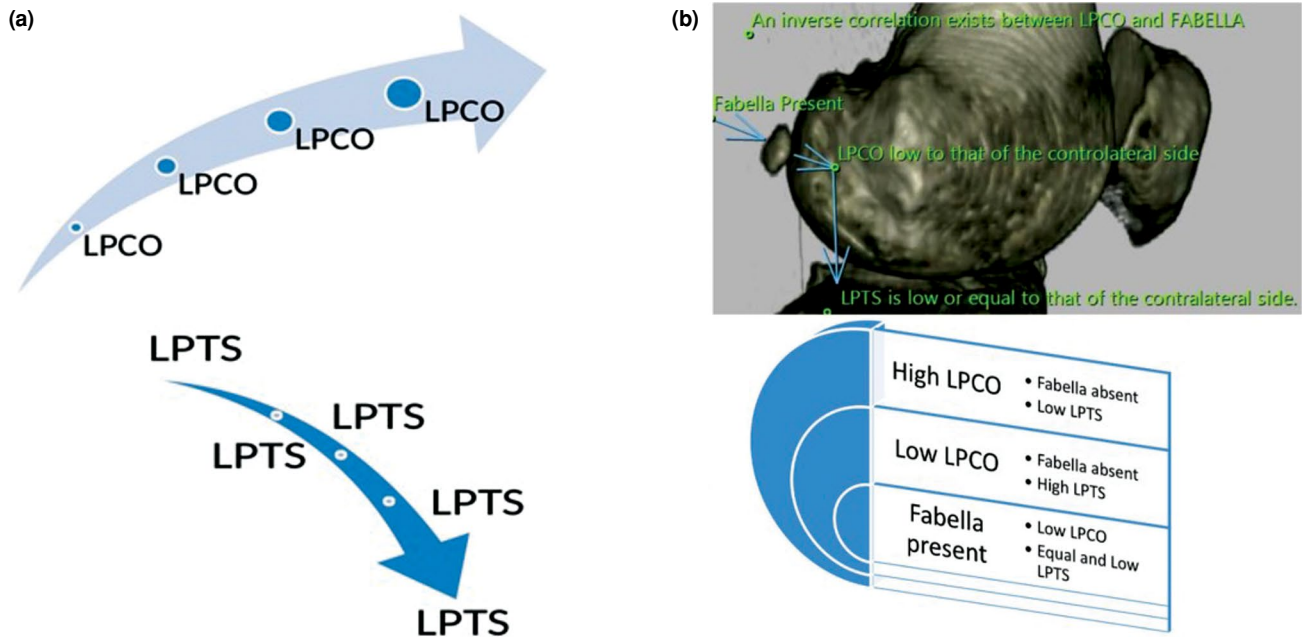 (a)
LPCO
LPCO
LPCO
LPCO
LPTS
LPTS
LPTS
LPTS
LPTS
(b)
An inverse correlation exists between LPCO and FABELLA
Fabella Present
LPCO low to that of the controlateral side
LPTS is low or equal to that of the contralateral side.
High LPCO
• Fabella absent
• Low LPTS
Low LPCO
• Fabella absent
• High LPTS
Fabella
present
• Low LPCO
• Equal and Low
LPTS